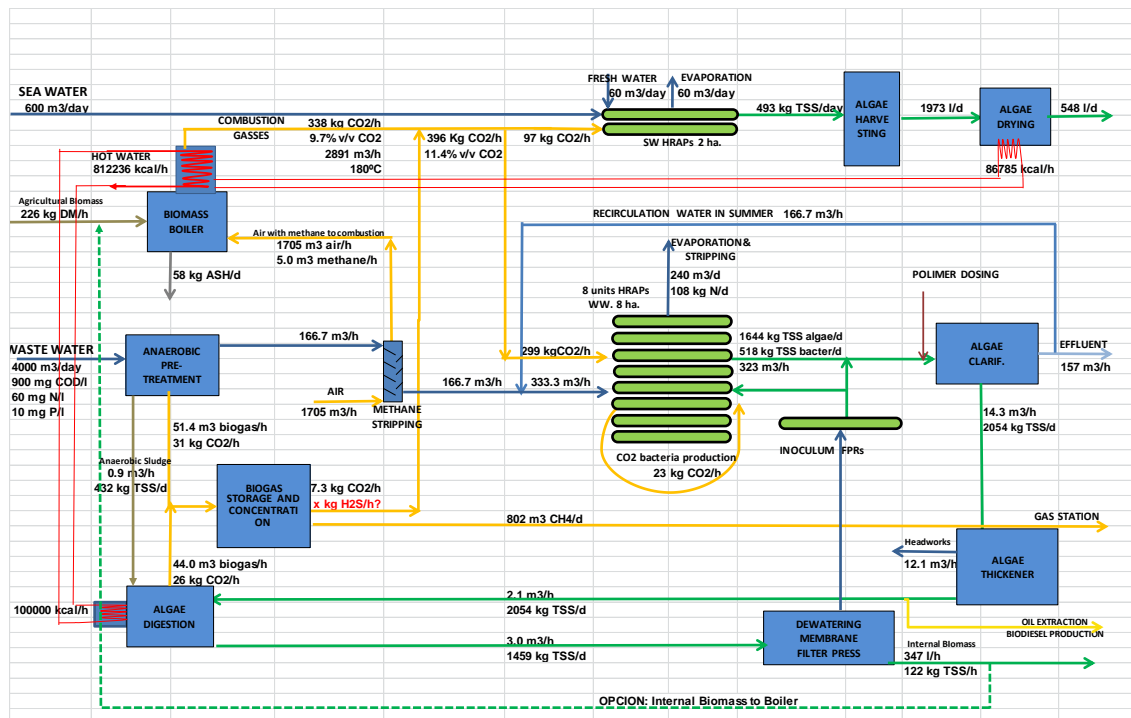 SEA WATER
600 m3/day
COMBUSTION
GASSES
338 kg CO2/h
9.7% v/v CO2
2891 m3/h
180ºC
396 Kg CO2/h
11.4% v/v CO2
97 kg CO2/h
FRESH WATER
60 m3/day
EVAPORATION
60 m3/day
SW HRAPs 2 ha.
493 kg TSS/day
ALGAE
HARVE
STING
1973 l/d
ALGAE
DRYING
548 l/d
86785 kcal/h
HOT WATER
812236 kcal/h
Agricultural Biomass
226 kg DM/h
BIOMASS
BOILER
Air with methane to combustion
1705 m3 air/h
5.0 m3 methane/h
58 kg ASH/d
RECIRCULATION WATER IN SUMMER 166.7 m3/h
EVAPORATION&
STRIPPING
240 m3/d
108 kg N/d
8 units HRAPs
WW. 8 ha.
POLIMER DOSING
WASTE WATER
4000 m3/day
900 mg COD/l
60 mg N/l
10 mg P/l
ANAEROBIC
PRE-
TREATMENT
166.7 m3/h
AIR
1705 m3/h
METHANE
STRIPPING
166.7 m3/h
333.3 m3/h
299 kgCO2/h
1644 kg TSS algae/d
518 kg TSS bacter/d
323 m3/h
ALGAE
CLARIF.
EFFLUENT
157 m3/h
14.3 m3/h
2054 kg TSS/d
INOCULUM FPRs
CO2 bacteria production
23 kg CO2/h
51.4 m3 biogas/h
31 kg CO2/h
Anaerobic Sludge
0.9 m3/h
432 kg TSS/d
BIOGAS
STORAGE AND
CONCENTRATI
ON
7.3 kg CO2/h
x kg H2S/h?
802 m3 CH4/d
GAS STATION
Headworks
12.1 m3/h
ALGAE
THICKENER
44.0 m3 biogas/h
26 kg CO2/h
100000 kcal/h
ALGAE
DIGESTION
2.1 m3/h
2054 kg TSS/d
3.0 m3/h
1459 kg TSS/d
DEWATERING
MEMBRANE
FILTER PRESS
OIL EXTRACTION
BIODIESEL PRODUCTION
Internal Biomass
347 l/h
122 kg TSS/h
OPCION: Internal Biomass to Boiler